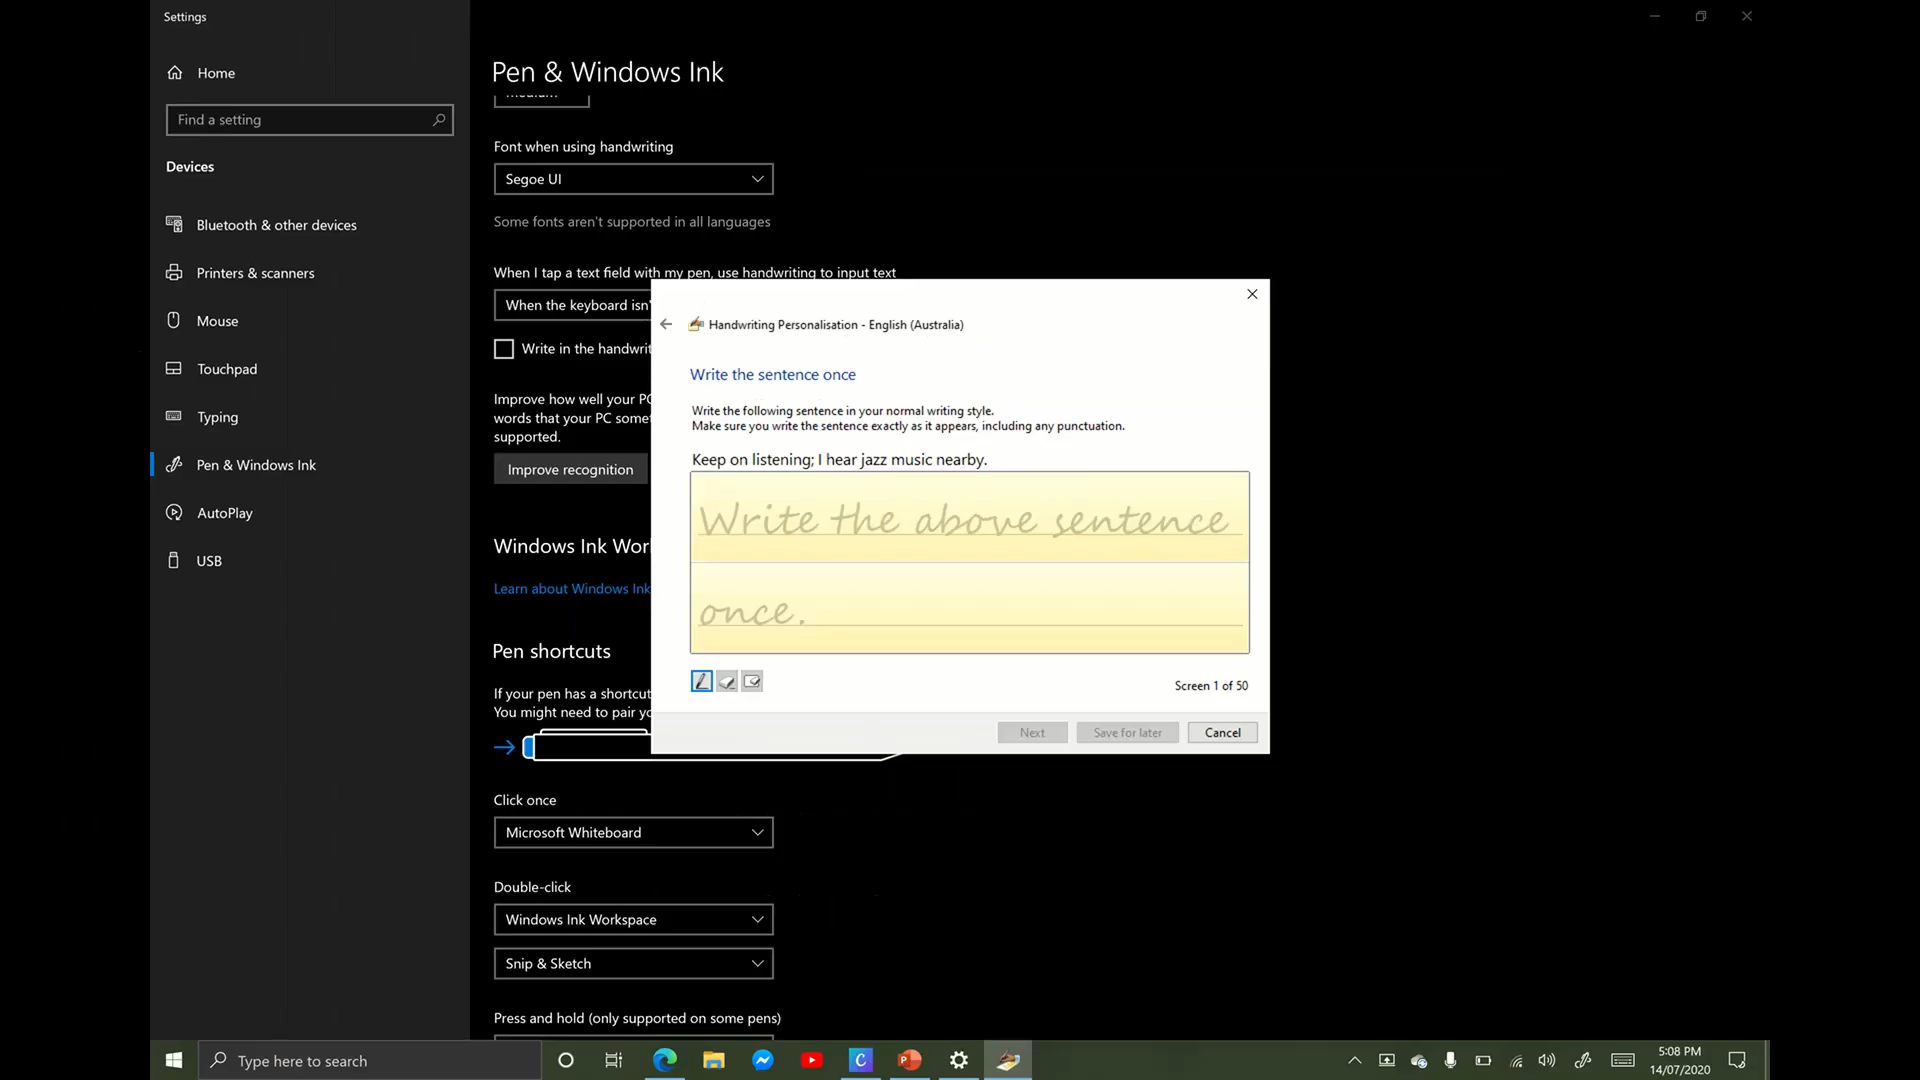 Settings
Home
Find a setting
Devices
Bluetooth & other devices
Printers & scanners
Mouse
Touchpad
Typing
Pen & Windows Ink
AutoPlay
USB
Pen & Windows Ink
Font when using handwriting
Segoe UI
Some fonts aren't supported in all languages
When I tap a text field with my pen, use handwriting to input text
When the keyboard isn'
Write in the handwrit
Improve how well your PC
words that your PC some
supported.
Improve recognition
Windows Ink Wor
Learn about Windows Ink
Pen shortcuts
If your pen has a shortcut
You might need to pair yo
Click once
Microsoft Whiteboard
Double-click
Windows Ink Workspace
Snip & Sketch
Press and hold (only supported on some pens)
Handwriting Personalisation - English (Australia)
Write the sentence once
Write the following sentence in your normal writing style.
Make sure you write the sentence exactly as it appears, including any punctuation.
Keep on listening; I hear jazz music nearby.
Write the above sentence
once.
Screen 1 of 50
Next
Save for later
Cancel
Type here to search
5:08 PM
14/07/2020